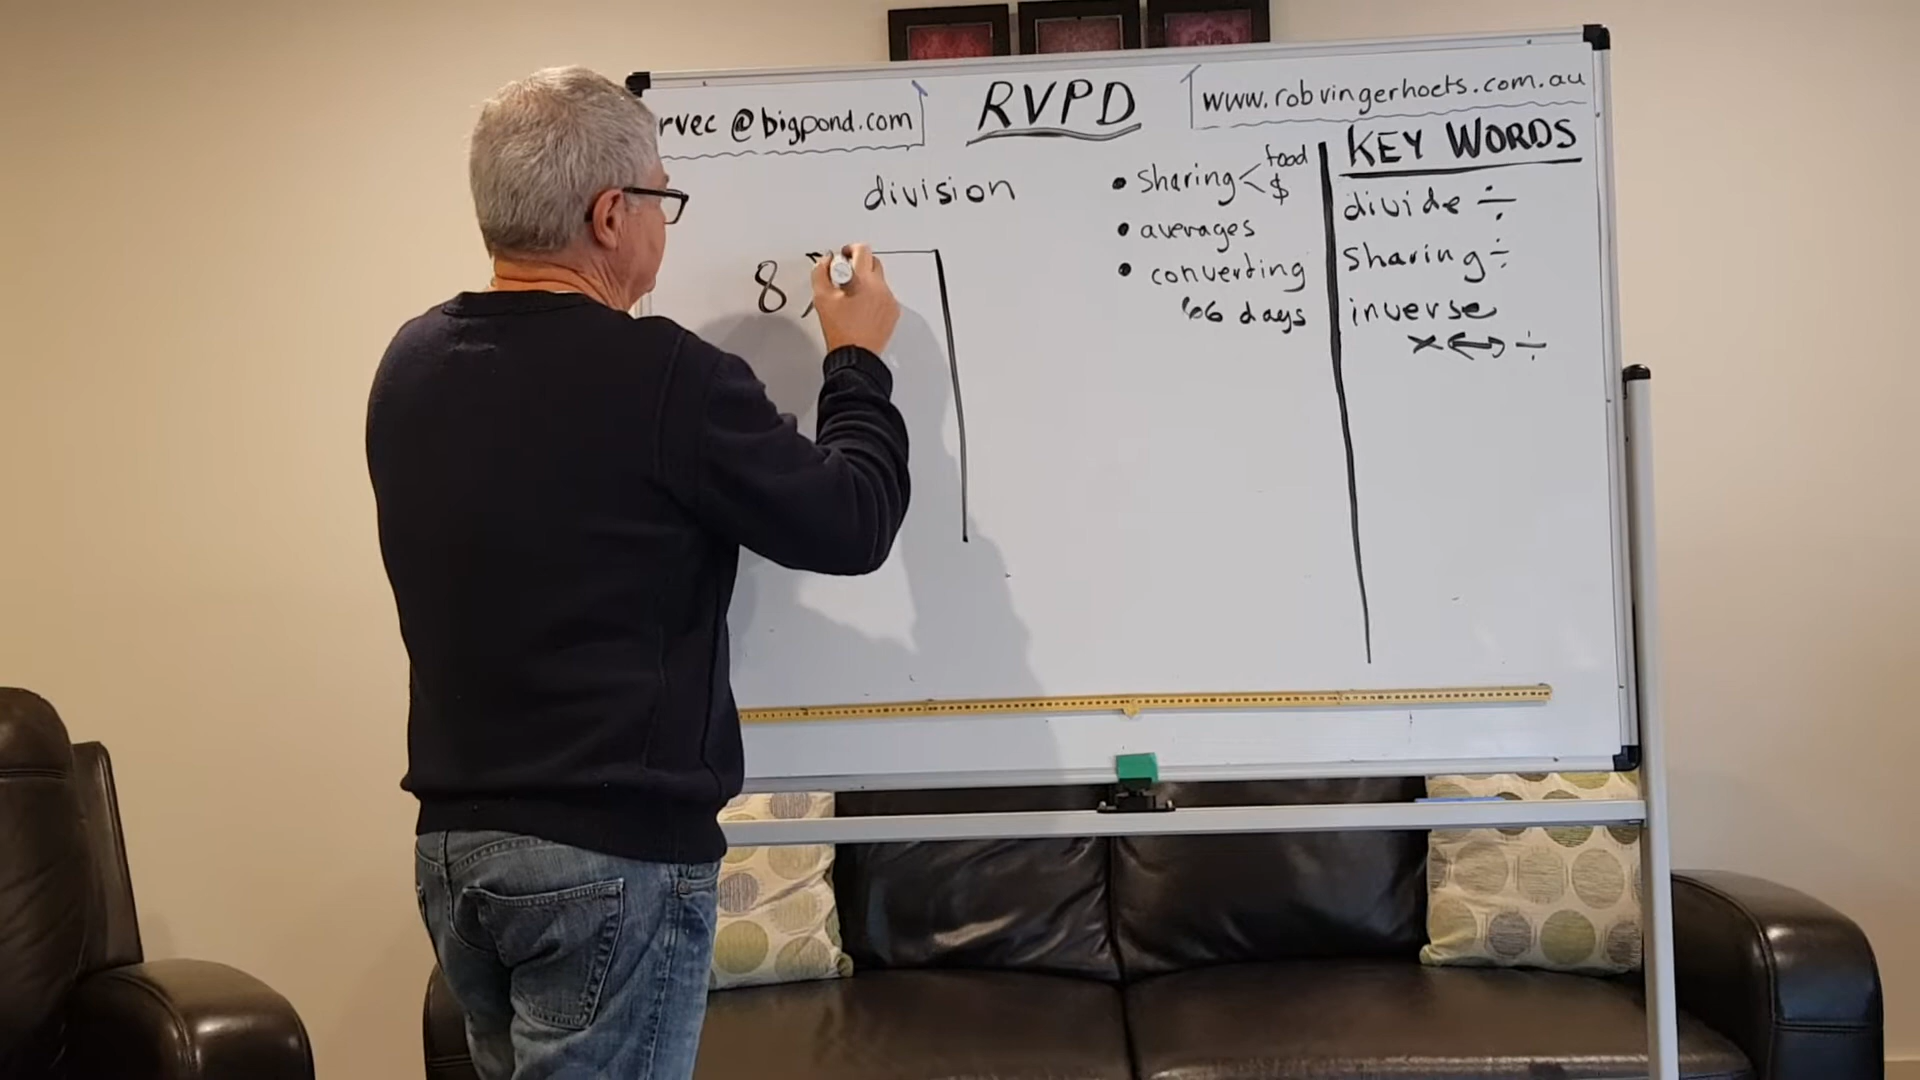 rvec @bigpond.com
RVPD
www.robvingerhoets.com.au
division
8
• Sharing < food
$
• averages
• converting
66 days
KEY WORDS
divide ÷
Sharing ÷
inverse
× ↔ ÷